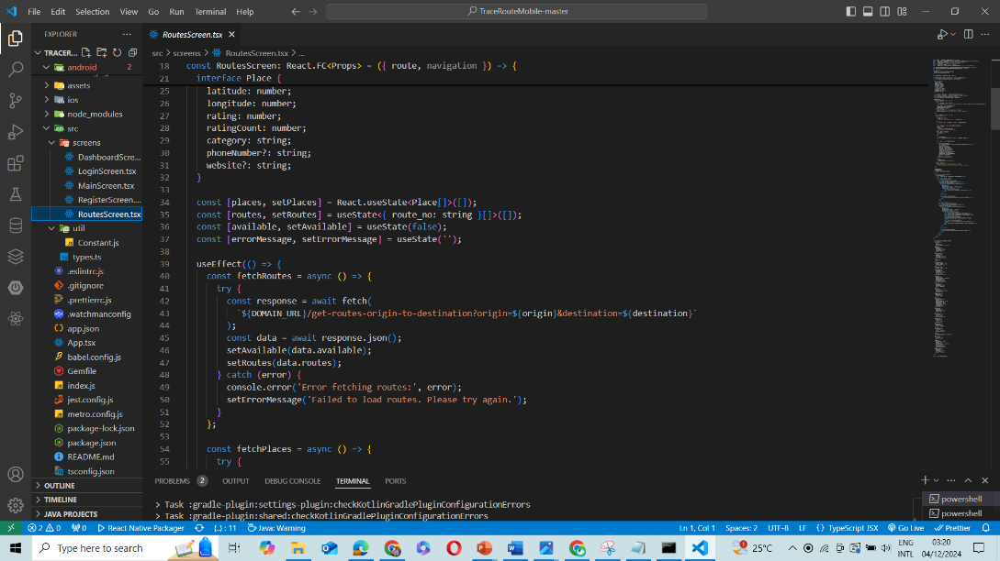 File Edit Selection View Go Run Terminal Help
TraceRouteMobile-master
EXPLORER
TRACER...
android 2
assets
ios
node_modules
src
screens
DashboardScre...
LoginScreen.tsx
MainScreen.tsx
RegisterScreen....
RoutesScreen.tsx
util
Constant.js
types.ts
.eslintrc.js
.gitignore
.prettierrc.js
.watchmanconfig
app.json
App.tsx
babel.config.js
Gemfile
index.js
jest.config.js
metro.config.js
package-lock.json
package.json
README.md
tsconfig.json
OUTLINE
TIMELINE
JAVA PROJECTS
RoutesScreen.tsx
src > screens > RoutesScreen.tsx > ...
18 const RoutesScreen: React.FC<Props> = ({ route, navigation }) => {
21 interface Place {
25 latitude: number;
26 longitude: number;
27 rating: number;
28 ratingCount: number;
29 category: string;
30 phoneNumber?: string;
31 website?: string;
32 }
33
34 const [places, setPlaces] = React.useState<Place[]>([]);
35 const [routes, setRoutes] = useState<{ route_no: string }[]>([]);
36 const [available, setAvailable] = useState(false);
37 const [errorMessage, setErrorMessage] = useState('');
38
39 useEffect(() => {
40 const fetchRoutes = async () => {
41 try {
42 const response = await fetch(
43 `${DOMAIN_URL}/get-routes-origin-to-destination?origin=${origin}&destination=${destination}`
44 );
45 const data = await response.json();
46 setAvailable(data.available);
47 setRoutes(data.routes);
48 } catch (error) {
49 console.error('Error fetching routes:', error);
50 setErrorMessage('Failed to load routes. Please try again.');
51 }
52 };
53
54 const fetchPlaces = async () => {
55 try {
PROBLEMS 2 OUTPUT DEBUG CONSOLE TERMINAL PORTS
> Task :gradle-plugin:settings-plugin:checkKotlinGradlePluginConfigurationErrors
> Task :gradle-plugin:shared:checkKotlinGradlePluginConfigurationErrors
powershell
powershell
2 0 0 React Native Packager {..} : 11 Java: Warning Ln 1, Col 1 Spaces: 2 UTF-8 LF {} TypeScript JSX Go Live Prettier
Type here to search
25°C
ENG
INTL
03:20
04/12/2024